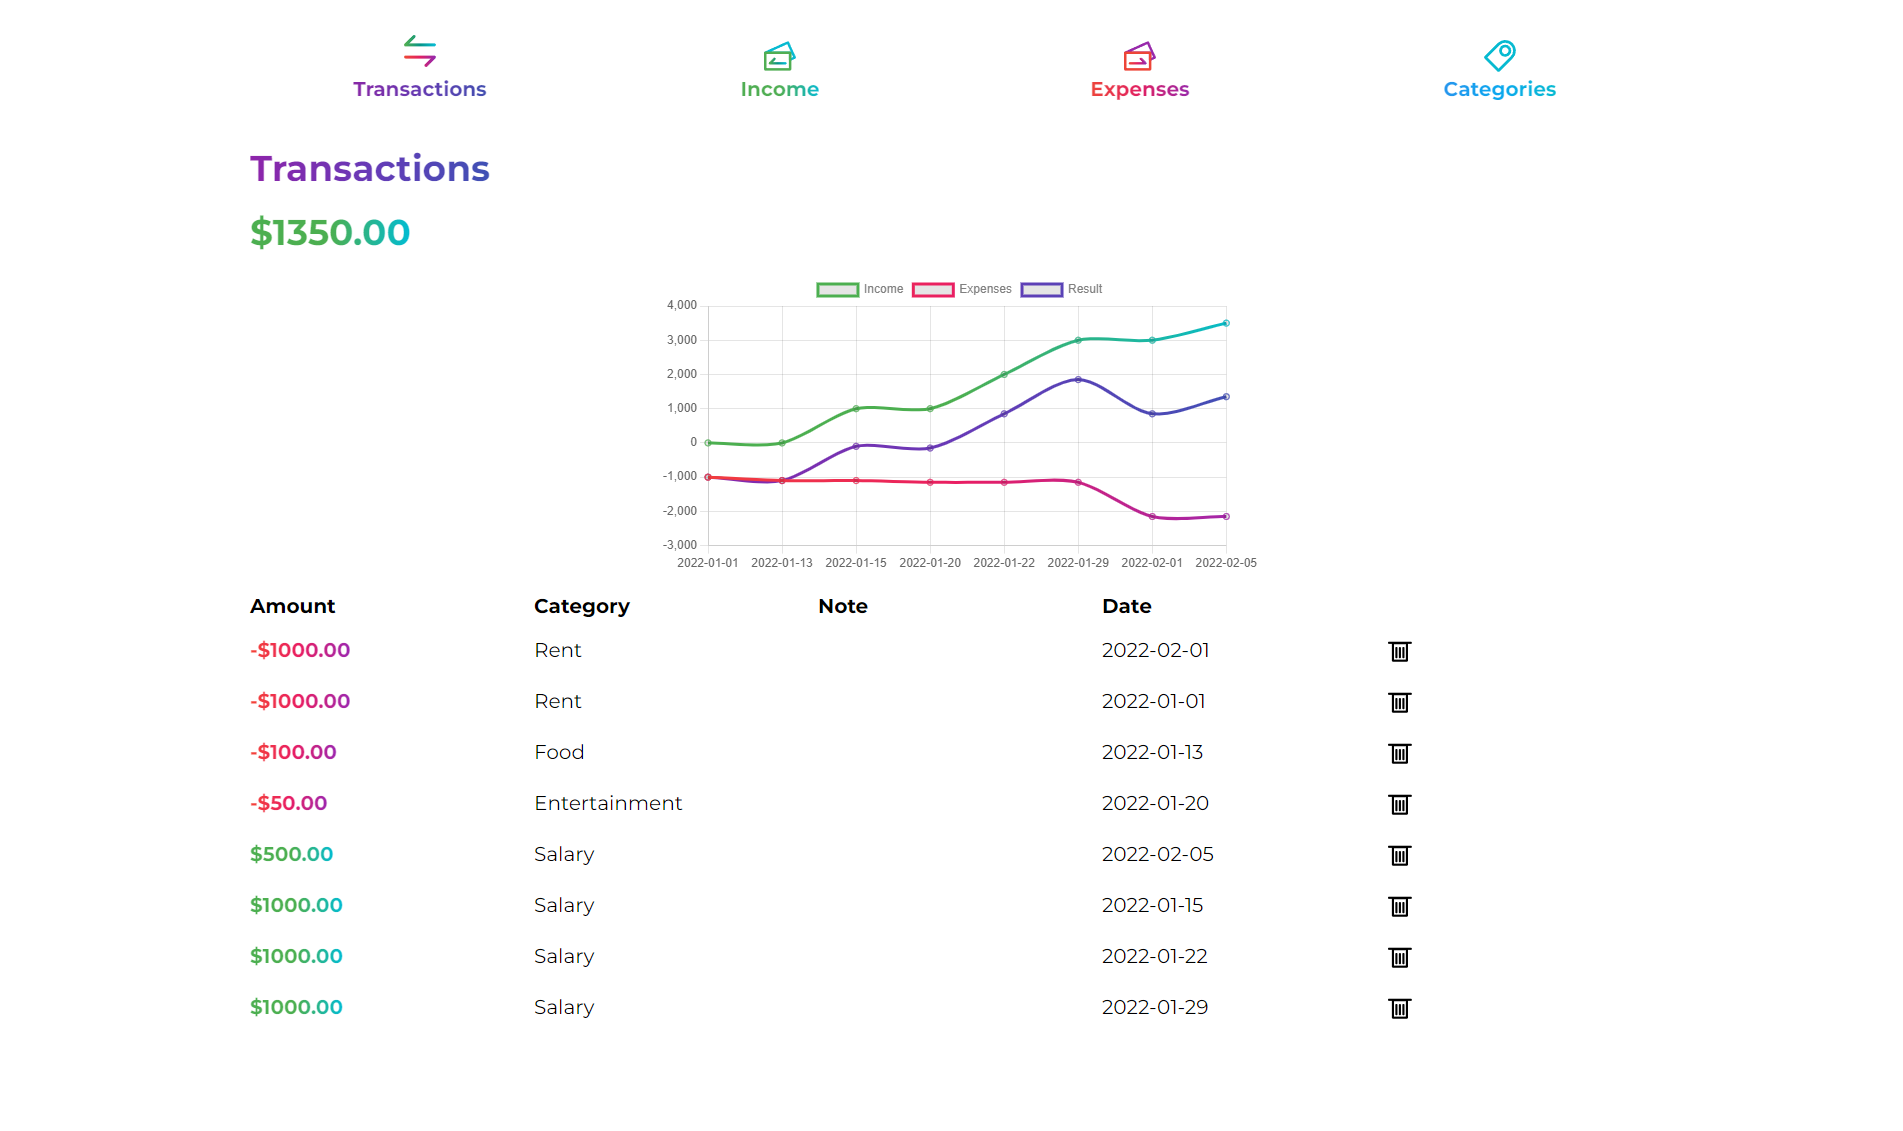 Transactions Income Expenses Categories
Transactions
$1350.00
Income Expenses Result
4,000
3,000
2,000
1,000
0
-1,000
-2,000
-3,000
2022-01-01 2022-01-13 2022-01-15 2022-01-20 2022-01-22 2022-01-29 2022-02-01 2022-02-05
Amount Category Note Date
-$1000.00 Rent 2022-02-01
-$1000.00 Rent 2022-01-01
-$100.00 Food 2022-01-13
-$50.00 Entertainment 2022-01-20
$500.00 Salary 2022-02-05
$1000.00 Salary 2022-01-15
$1000.00 Salary 2022-01-22
$1000.00 Salary 2022-01-29